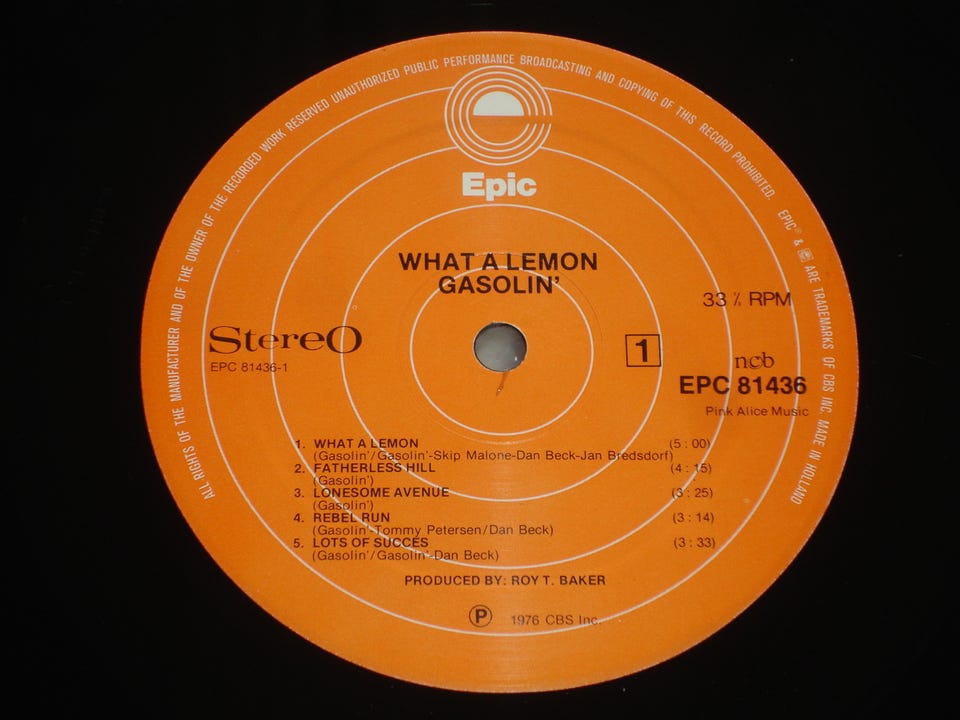 ALL RIGHTS OF THE MANUFACTURER AND OF THE OWNER OF THE RECORDED WORK RESERVED UNAUTHORIZED PUBLIC PERFORMANCE BROADCASTING AND COPYING OF THIS RECORD PROHIBITED. EPIC® & ARE TRADEMARKS OF CBS INC. MADE IN HOLLAND
Epic
WHAT A LEMON
GASOLIN'
33 ⅓ RPM
Stereo
EPC 81436-1
1
ncb
EPC 81436
Pink Alice Music
1. WHAT A LEMON (5 : 00)
(Gasolin'/Gasolin'-Skip Malone-Dan Beck-Jan Bredsdorf)
2. FATHERLESS HILL (4 : 15)
(Gasolin')
3. LONESOME AVENUE (3 : 25)
(Gasolin')
4. REBEL RUN (3 : 14)
(Gasolin'-Tommy Petersen/Dan Beck)
5. LOTS OF SUCCES (3 : 33)
(Gasolin'/Gasolin'-Dan Beck)
PRODUCED BY: ROY T. BAKER
Ⓟ 1976 CBS Inc.